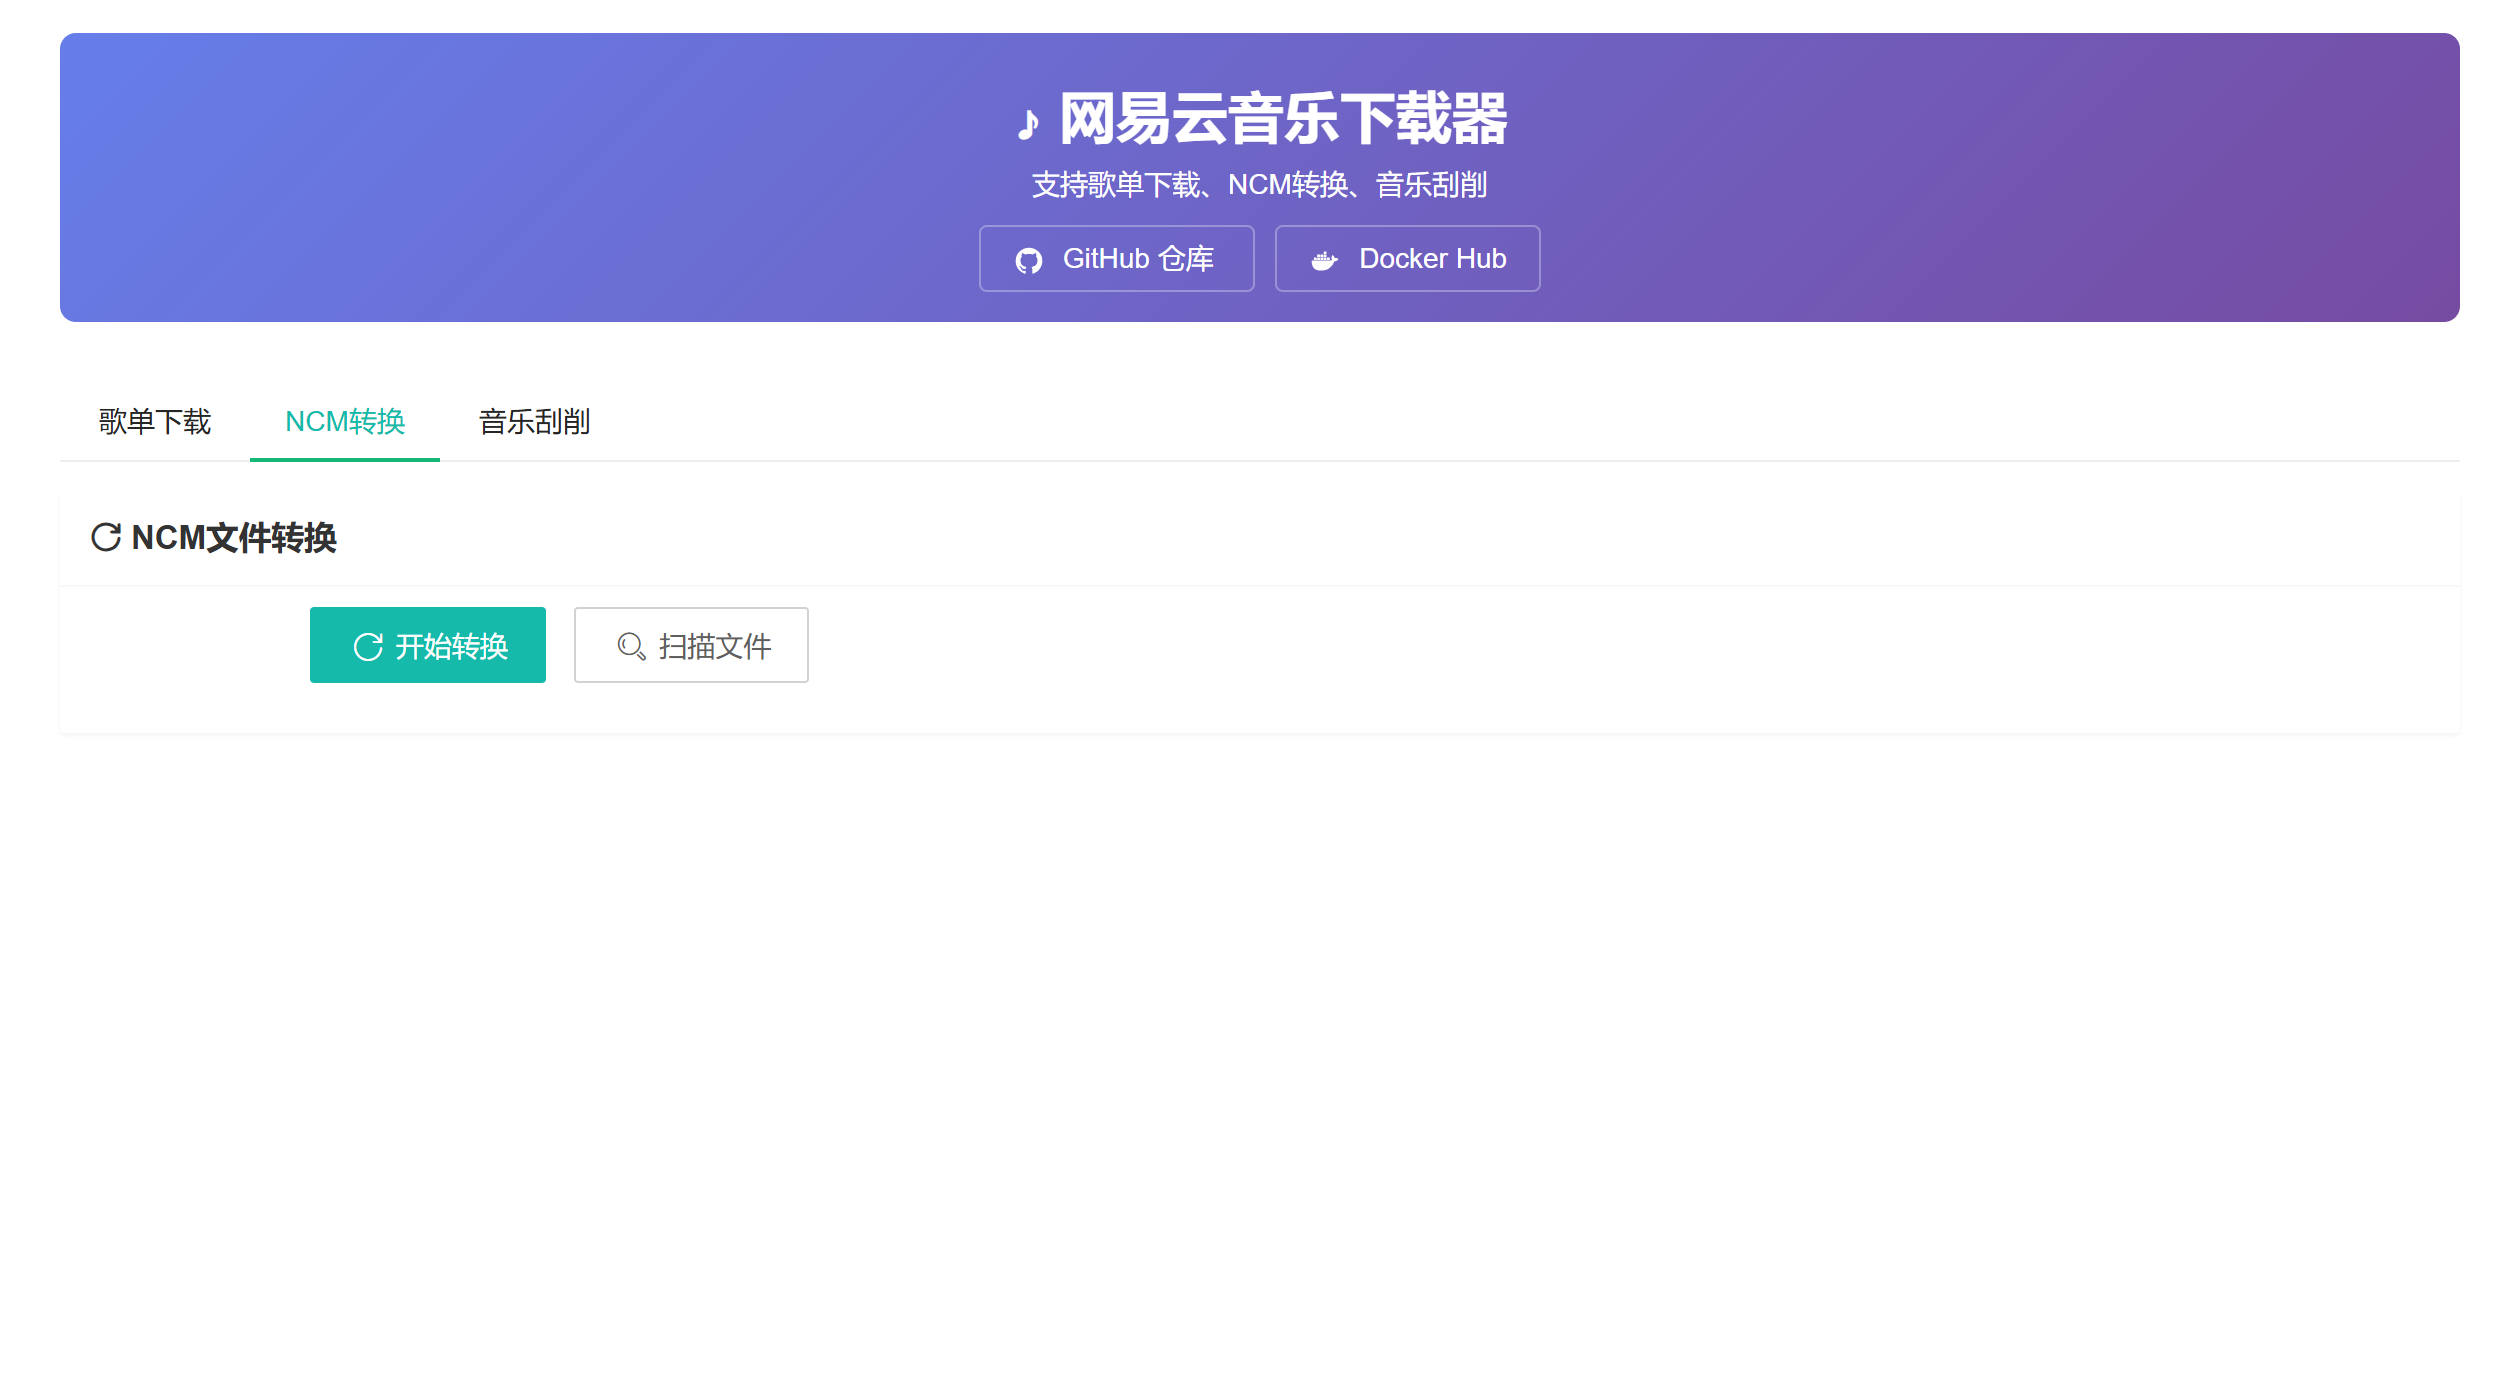 ♪ 网易云音乐下载器
支持歌单下载、NCM转换、音乐刮削
GitHub 仓库 Docker Hub
歌单下载 NCM转换 音乐刮削
NCM文件转换
开始转换 扫描文件